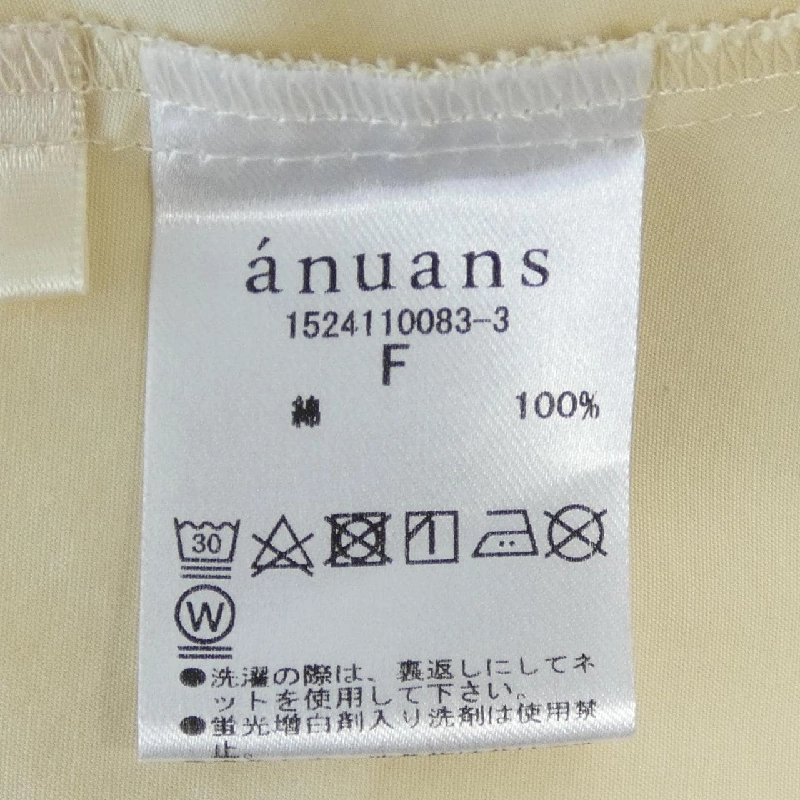 ánuans
1524110083-3
F
綿 100%
30
W
●洗濯の際は、裏返しにしてネ
ットを使用して下さい。
●蛍光増白剤入り洗剤は使用禁
止。